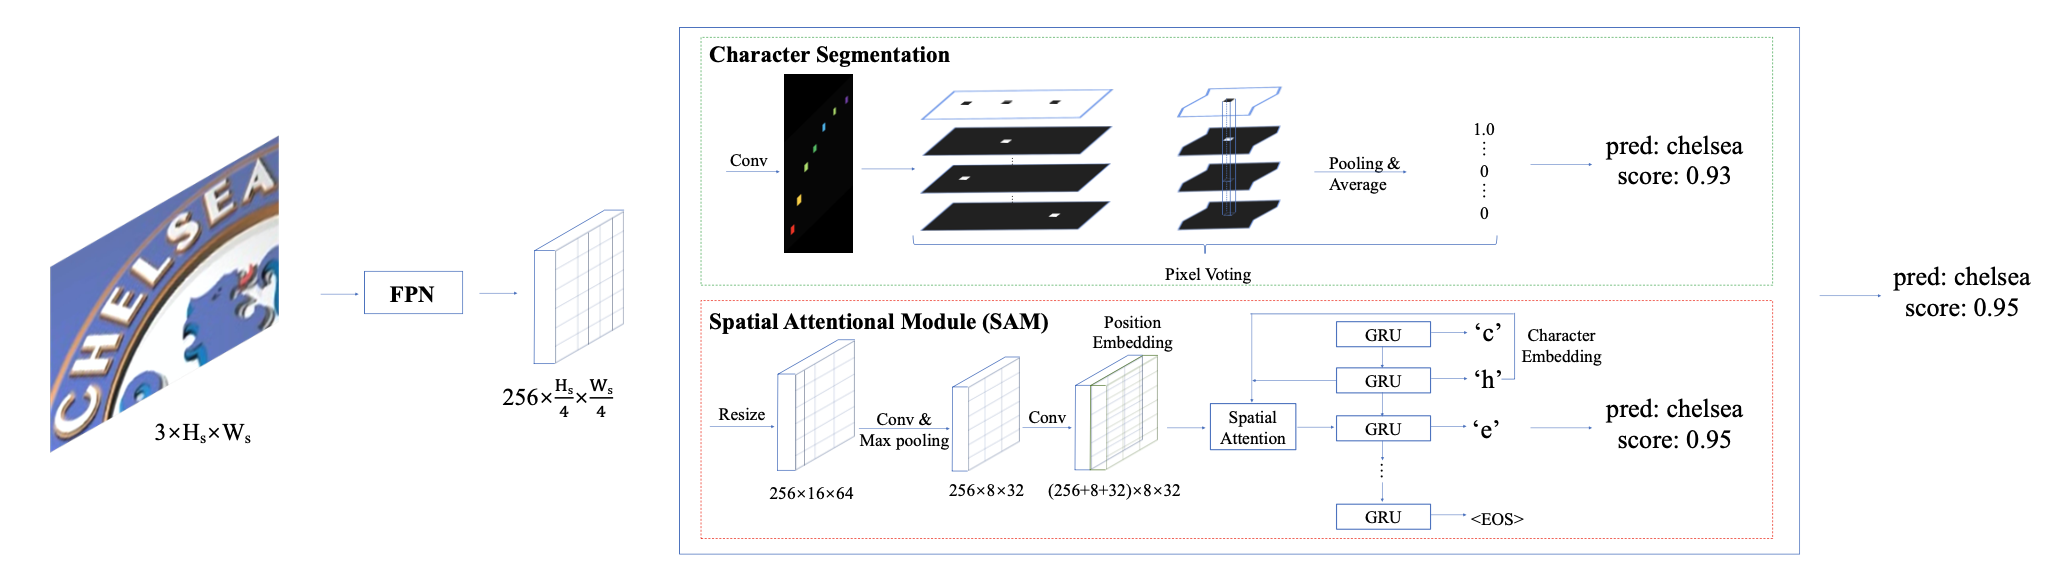 CHELSEA
3×Hₛ×Wₛ
FPN
256×Hₛ/4×Wₛ/4
Character Segmentation
Conv
Pooling &
Average
1.0
⋮
0
⋮
0
Pixel Voting
pred: chelsea
score: 0.93
Spatial Attentional Module (SAM)
Resize
256×16×64
Conv &
Max pooling
256×8×32
Conv
Position
Embedding
(256+8+32)×8×32
Spatial
Attention
GRU
‘c’
GRU
‘h’
GRU
‘e’
⋮
GRU
<EOS>
Character
Embedding
pred: chelsea
score: 0.95
pred: chelsea
score: 0.95